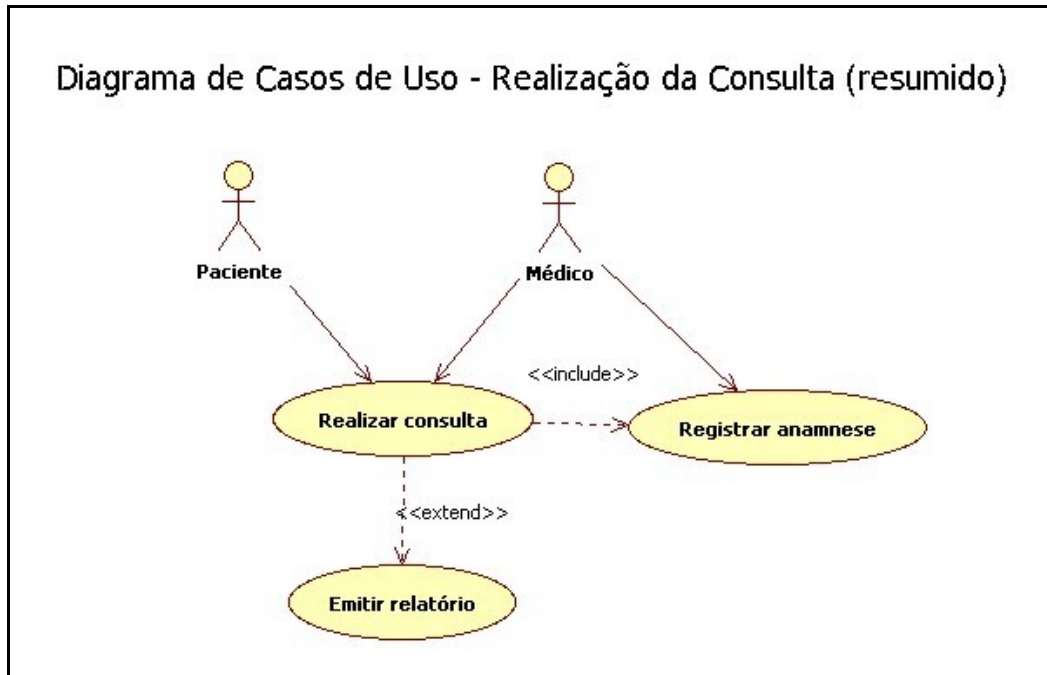 Diagrama de Casos de Uso - Realização da Consulta (resumido)
Paciente
Médico
<<include>>
Realizar consulta
Registrar anamnese
<<extend>>
Emitir relatório